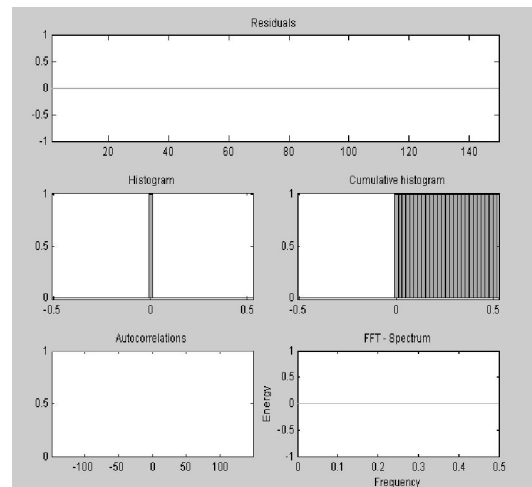 Residuals
1
0.5
0
-0.5
-1
20 40 60 80 100 120 140
Histogram
1
0.5
0
-0.5 0 0.5
Cumulative histogram
1
0.5
0
-0.5 0 0.5
Autocorrelations
1
0.5
0
-100 -50 0 50 100
FFT - Spectrum
Energy
1
0.5
0
-0.5
-1
0 0.1 0.2 0.3 0.4 0.5
Frequency